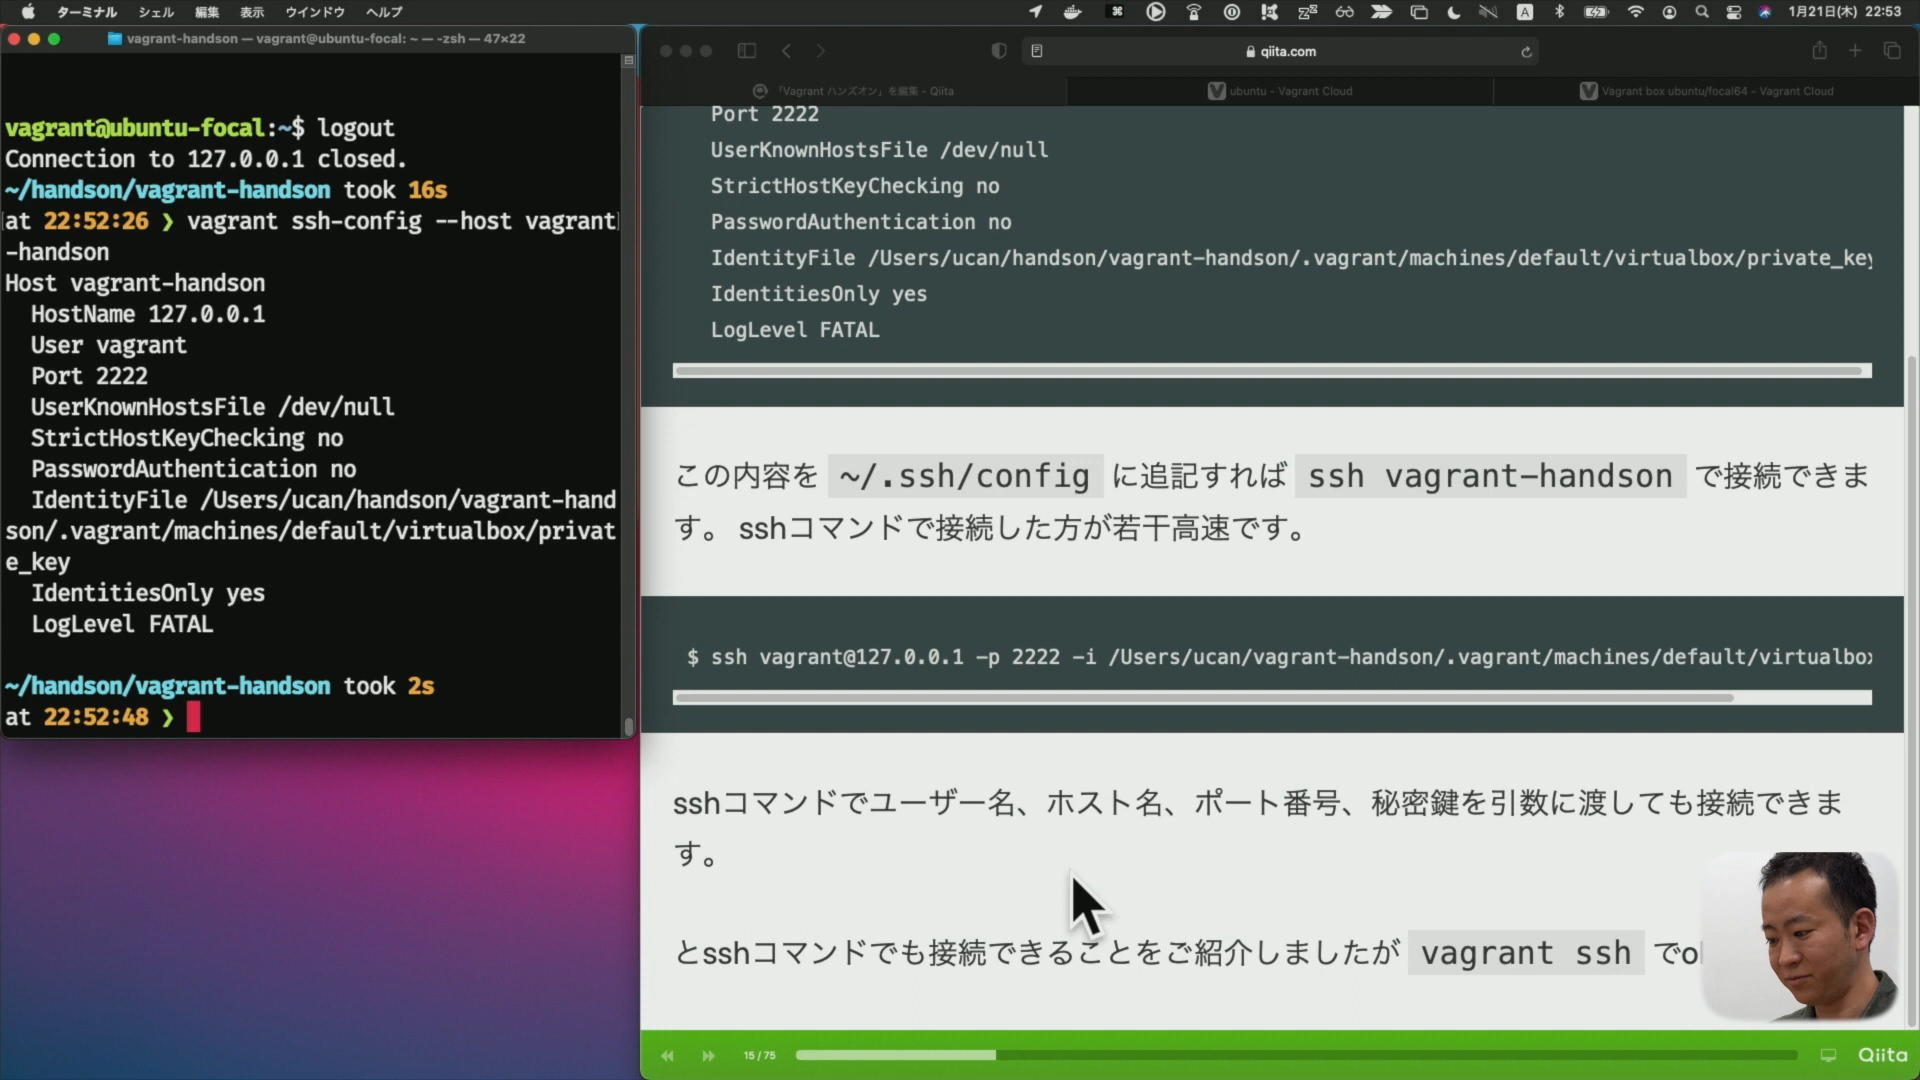 ターミナル シェル 編集 表示 ウインドウ ヘルプ
1月21日(木) 22:53
vagrant-handson — vagrant@ubuntu-focal: ~ — -zsh — 47×22
vagrant@ubuntu-focal:~$ logout
Connection to 127.0.0.1 closed.
~/handson/vagrant-handson took 16s
at 22:52:26 ❯ vagrant ssh-config --host vagrant
-handson
Host vagrant-handson
HostName 127.0.0.1
User vagrant
Port 2222
UserKnownHostsFile /dev/null
StrictHostKeyChecking no
PasswordAuthentication no
IdentityFile /Users/ucan/handson/vagrant-hand
son/.vagrant/machines/default/virtualbox/privat
e_key
IdentitiesOnly yes
LogLevel FATAL
~/handson/vagrant-handson took 2s
at 22:52:48 ❯
qiita.com
「Vagrant ハンズオン」を編集 - Qiita
ubuntu - Vagrant Cloud
Vagrant box ubuntu/focal64 - Vagrant Cloud
Port 2222
UserKnownHostsFile /dev/null
StrictHostKeyChecking no
PasswordAuthentication no
IdentityFile /Users/ucan/handson/vagrant-handson/.vagrant/machines/default/virtualbox/private_key
IdentitiesOnly yes
LogLevel FATAL
この内容を ~/.ssh/config に追記すれば ssh vagrant-handson で接続できま
す。 sshコマンドで接続した方が若干高速です。
$ ssh vagrant@127.0.0.1 -p 2222 -i /Users/ucan/vagrant-handson/.vagrant/machines/default/virtualbox
sshコマンドでユーザー名、ホスト名、ポート番号、秘密鍵を引数に渡しても接続できま
す。
とsshコマンドでも接続できることをご紹介しましたが vagrant ssh でo
15 / 75
Qiita